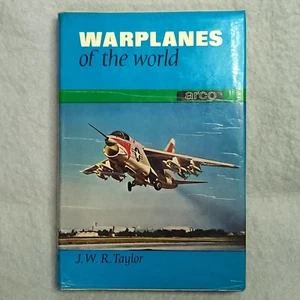 WARPLANES
of the world
arco
J. W. R. Taylor